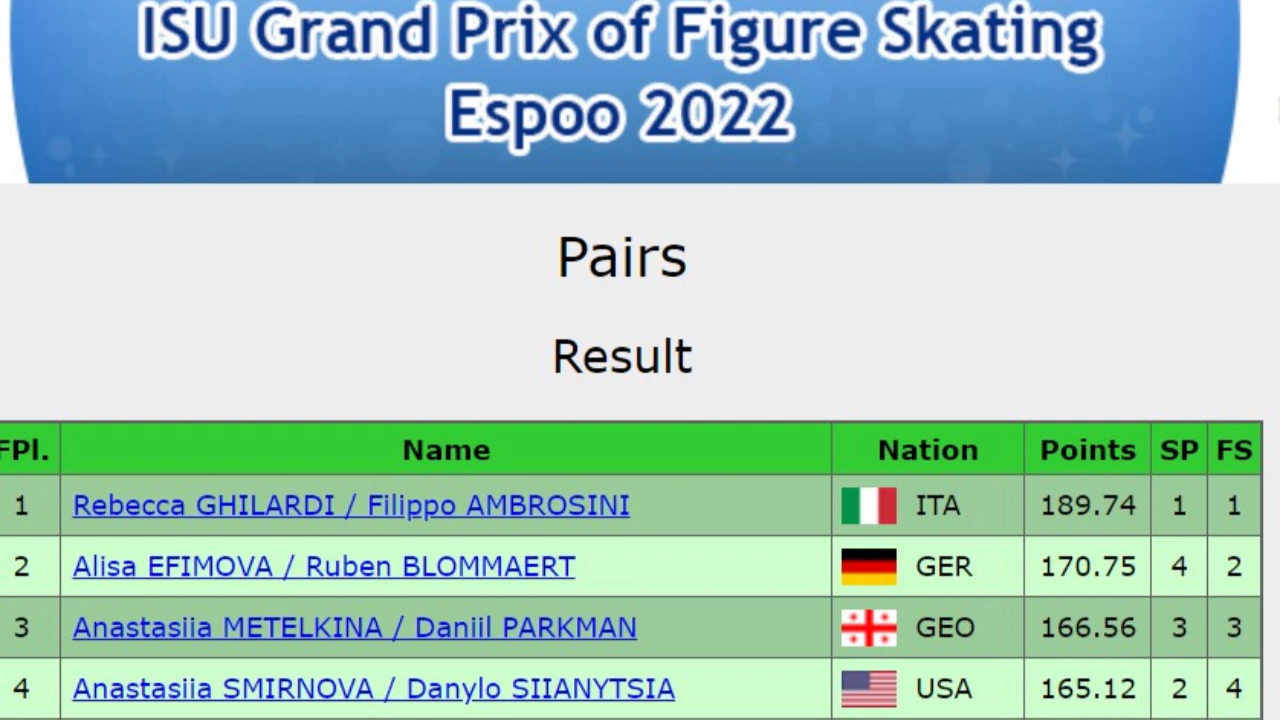 ISU Grand Prix of Figure Skating
Espoo 2022
Pairs
Result
FPl. Name Nation Points SP FS
1 Rebecca GHILARDI / Filippo AMBROSINI ITA 189.74 1 1
2 Alisa EFIMOVA / Ruben BLOMMAERT GER 170.75 4 2
3 Anastasiia METELKINA / Daniil PARKMAN GEO 166.56 3 3
4 Anastasiia SMIRNOVA / Danylo SIIANYTSIA USA 165.12 2 4